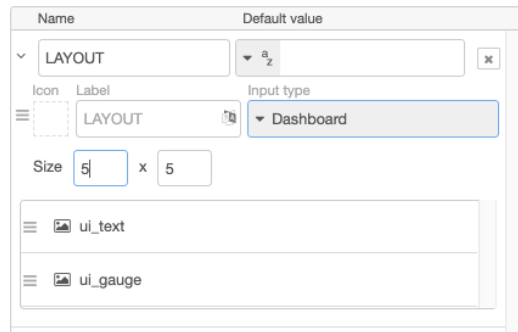 Name Default value
LAYOUT a z
Icon Label Input type
LAYOUT Dashboard
Size 5 x 5
ui_text
ui_gauge